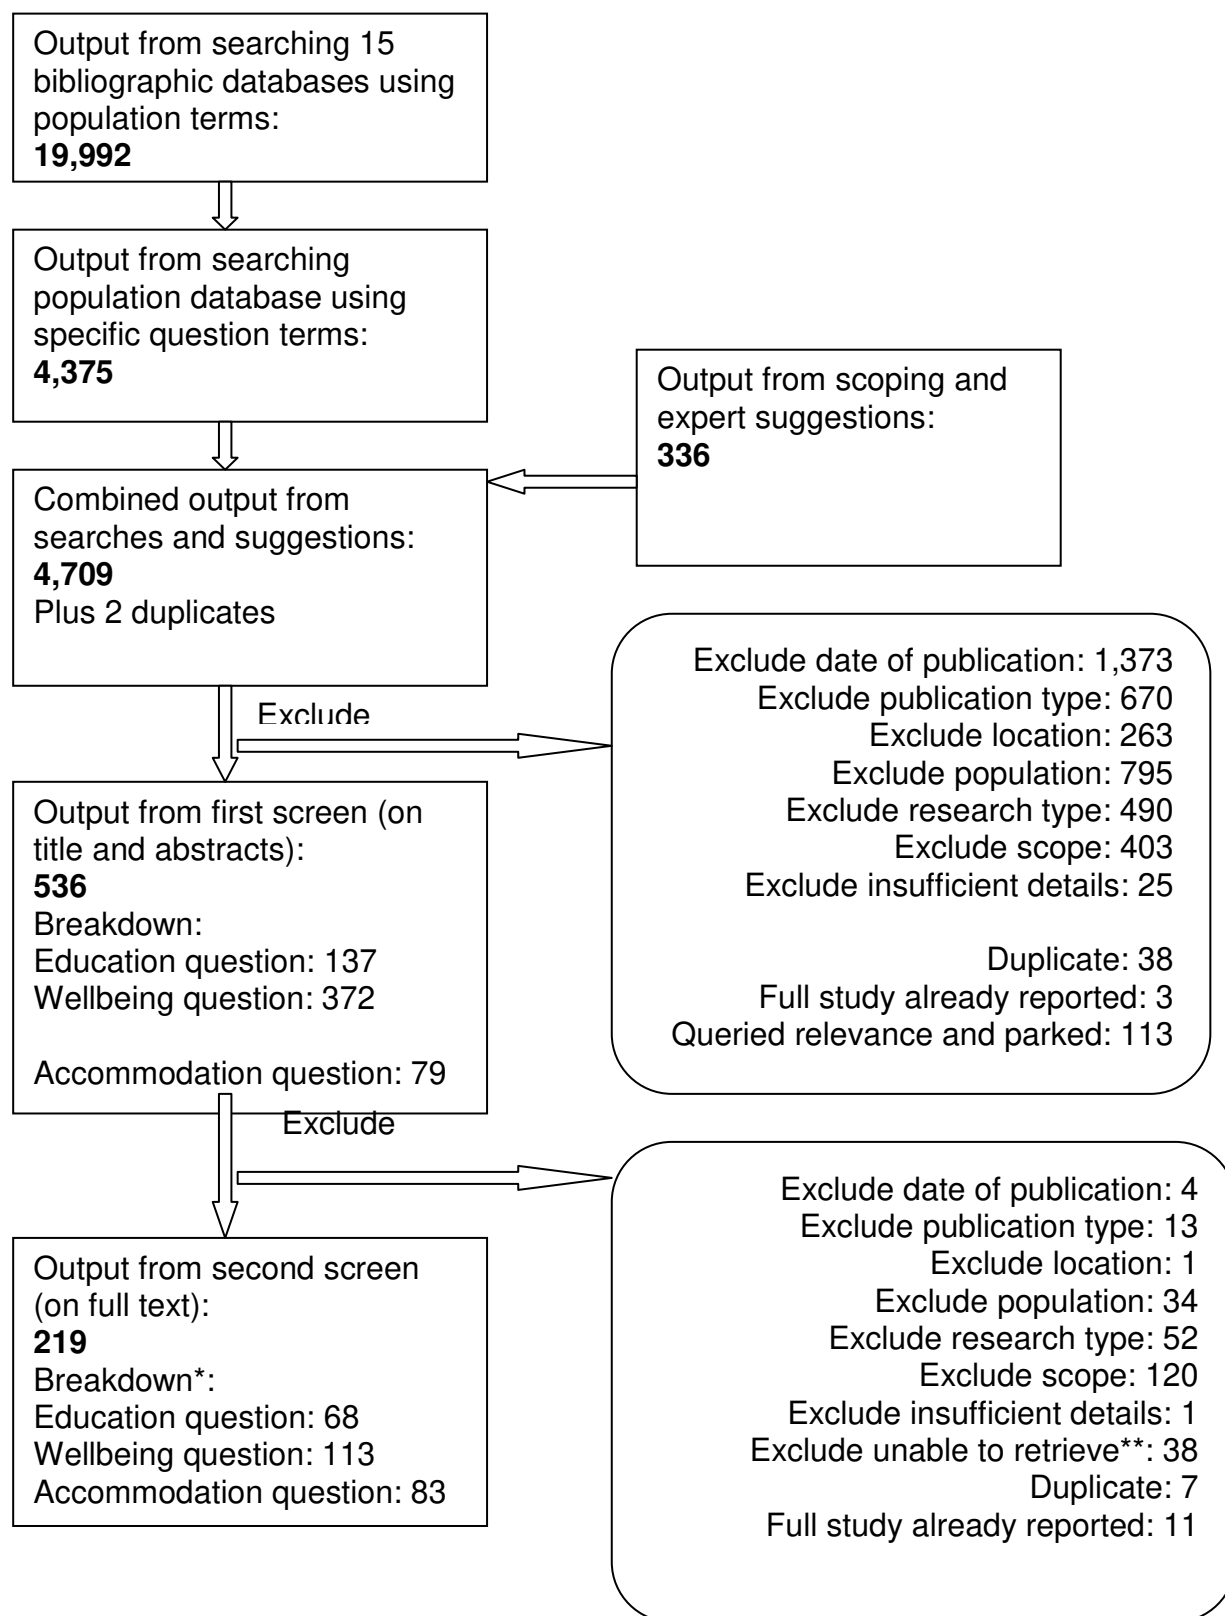 Output from searching 15
bibliographic databases using
population terms:
19,992
Output from searching
population database using
specific question terms:
4,375
Output from scoping and
expert suggestions:
336
Combined output from
searches and suggestions:
4,709
Plus 2 duplicates
Exclude
Exclude date of publication: 1,373
Exclude publication type: 670
Exclude location: 263
Exclude population: 795
Exclude research type: 490
Exclude scope: 403
Exclude insufficient details: 25
Duplicate: 38
Full study already reported: 3
Queried relevance and parked: 113
Output from first screen (on
title and abstracts):
536
Breakdown:
Education question: 137
Wellbeing question: 372
Accommodation question: 79
Exclude
Exclude date of publication: 4
Exclude publication type: 13
Exclude location: 1
Exclude population: 34
Exclude research type: 52
Exclude scope: 120
Exclude insufficient details: 1
Exclude unable to retrieve**: 38
Duplicate: 7
Full study already reported: 11
Output from second screen
(on full text):
219
Breakdown*:
Education question: 68
Wellbeing question: 113
Accommodation question: 83